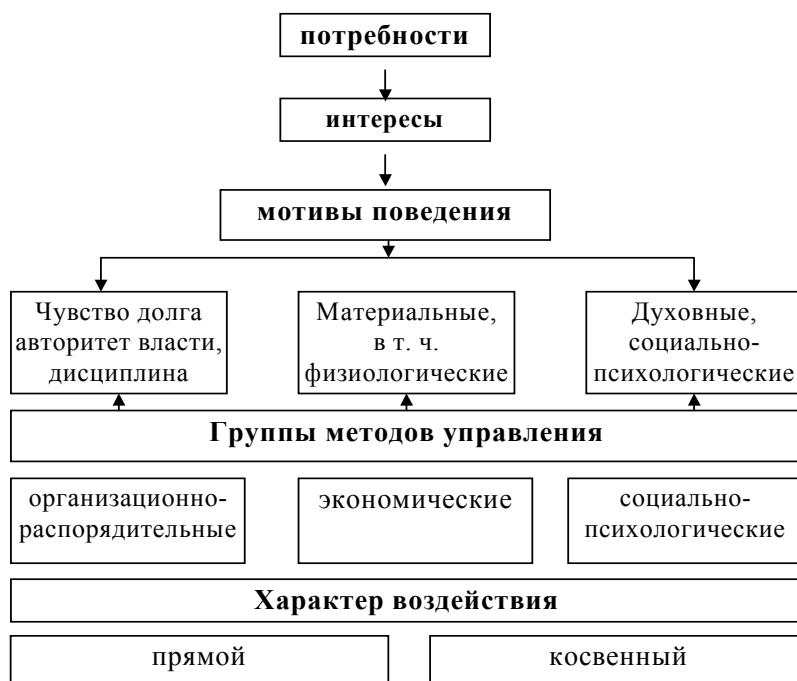 потребности
интересы
мотивы поведения
Чувство долга
авторитет власти,
дисциплина
Материальные,
в т. ч.
физиологические
Духовные,
социально-
психологические
Группы методов управления
организационно-
распорядительные
экономические
социально-
психологические
Характер воздействия
прямой
косвенный